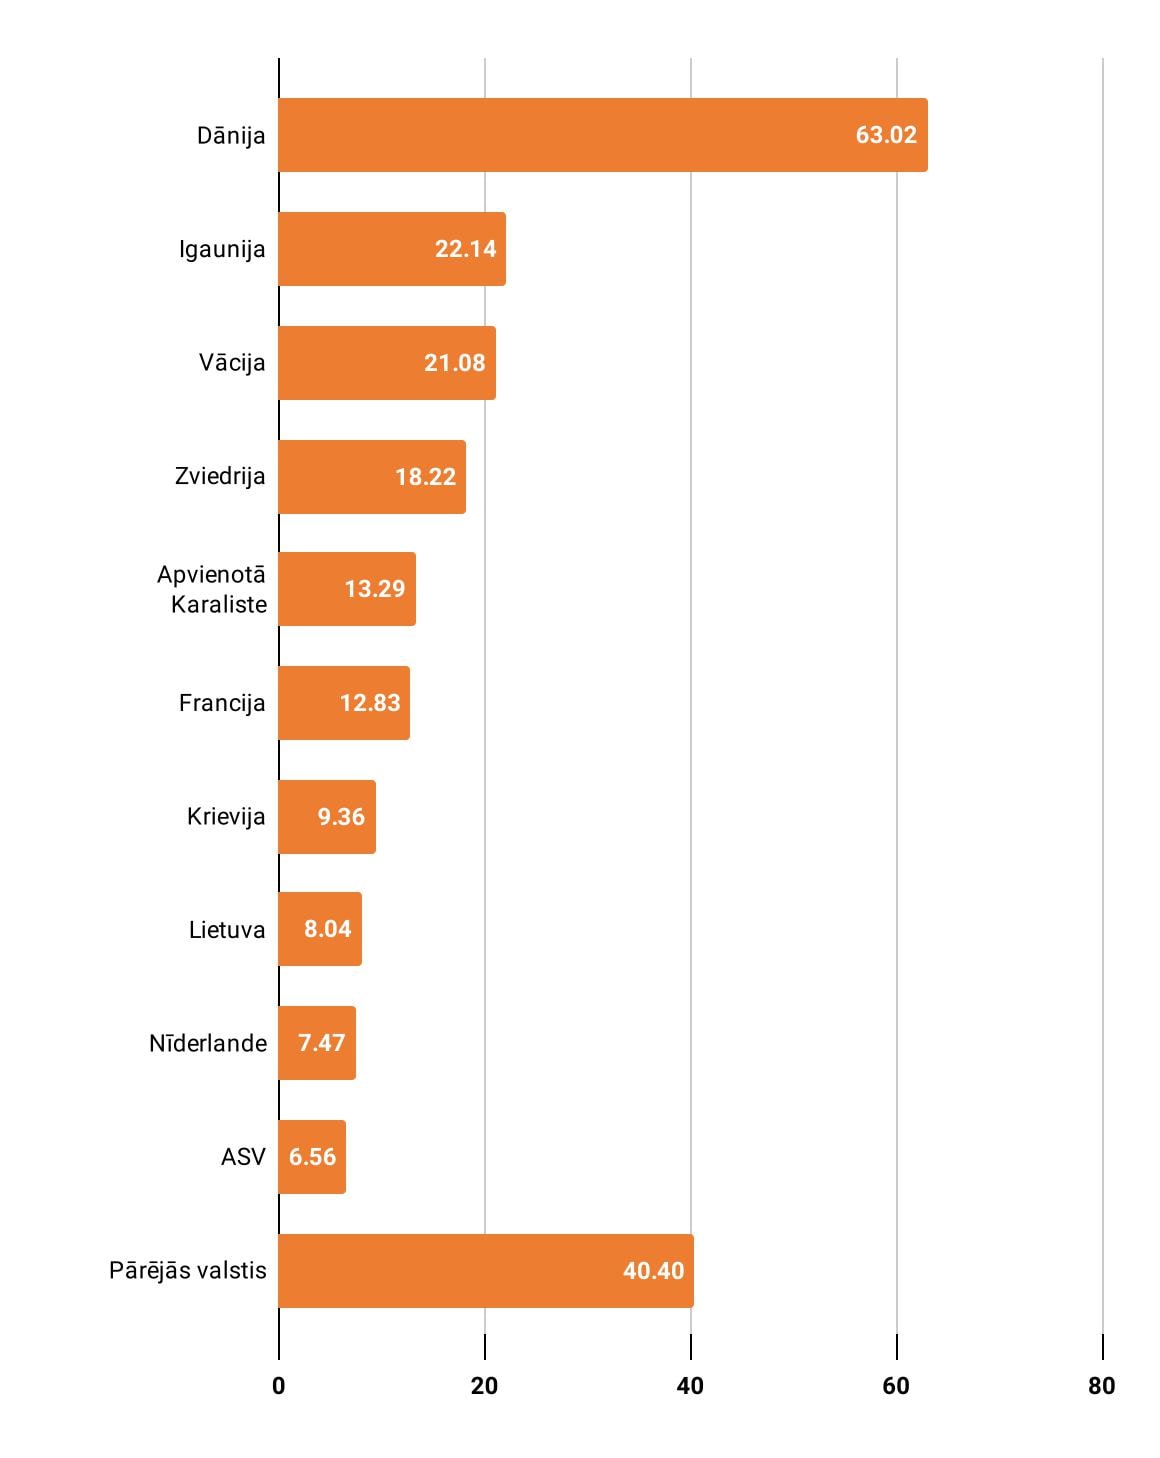 Dānija 63.02
Igaunija 22.14
Vācija 21.08
Zviedrija 18.22
Apvienotā
Karaliste 13.29
Francija 12.83
Krievija 9.36
Lietuva 8.04
Nīderlande 7.47
ASV 6.56
Pārējās valstis 40.40
0 20 40 60 80